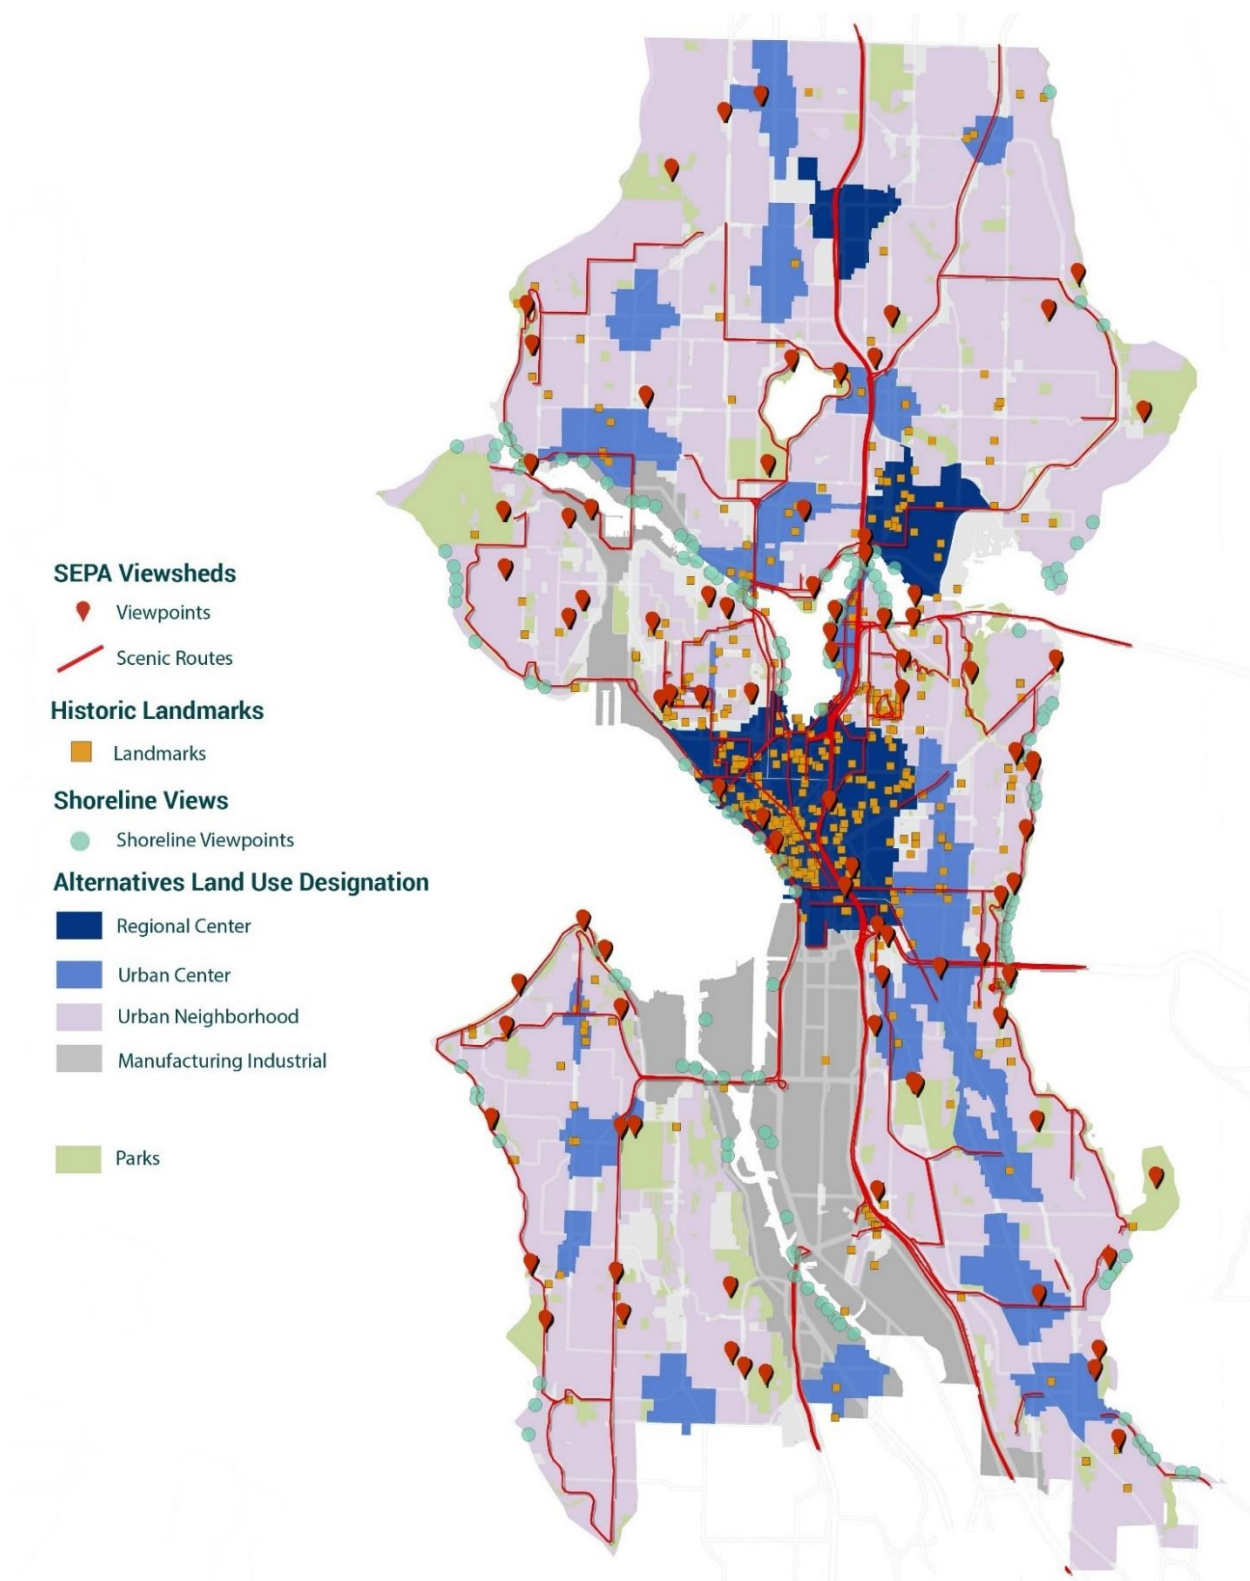 SEPA Viewsheds
Viewpoints
Scenic Routes
Historic Landmarks
Landmarks
Shoreline Views
Shoreline Viewpoints
Alternatives Land Use Designation
Regional Center
Urban Center
Urban Neighborhood
Manufacturing Industrial
Parks